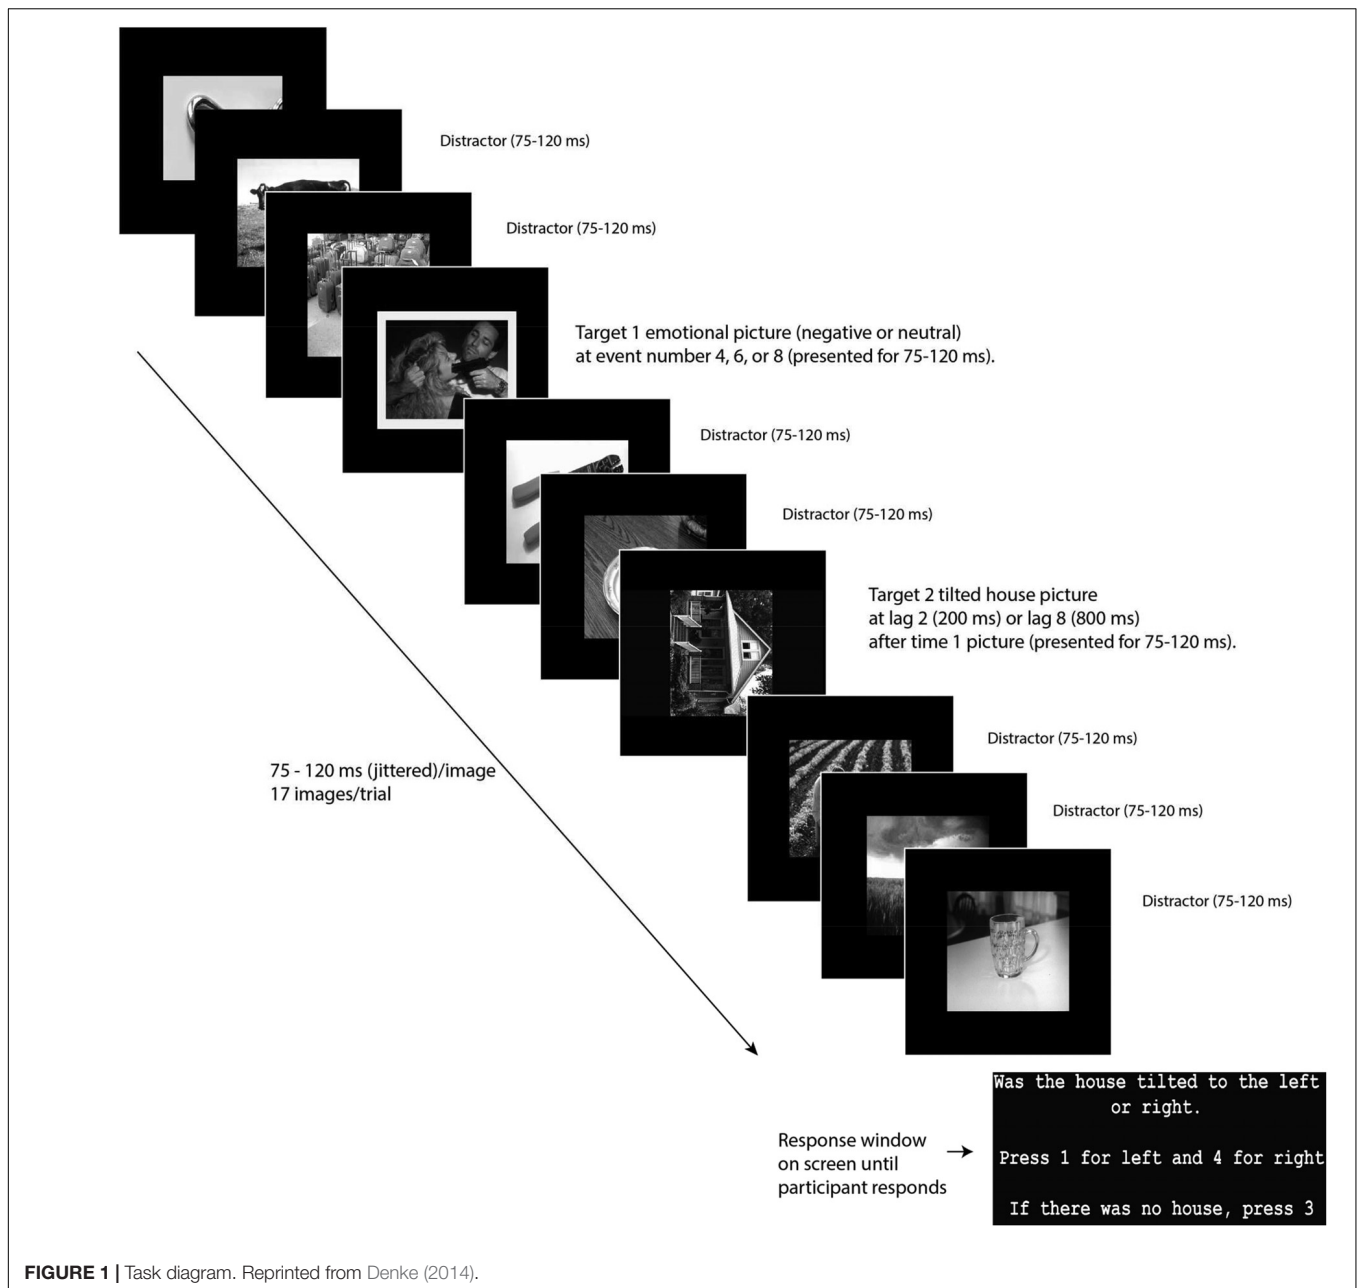 Distractor (75-120 ms)
Distractor (75-120 ms)
Target 1 emotional picture (negative or neutral)
at event number 4, 6, or 8 (presented for 75-120 ms).
Distractor (75-120 ms)
Distractor (75-120 ms)
Target 2 tilted house picture
at lag 2 (200 ms) or lag 8 (800 ms)
after time 1 picture (presented for 75-120 ms).
Distractor (75-120 ms)
75 - 120 ms (jittered)/image
17 images/trial
Distractor (75-120 ms)
Distractor (75-120 ms)
Response window
on screen until
participant responds
Was the house tilted to the left
or right.
Press 1 for left and 4 for right
If there was no house, press 3
FIGURE 1 | Task diagram. Reprinted from Denke (2014).